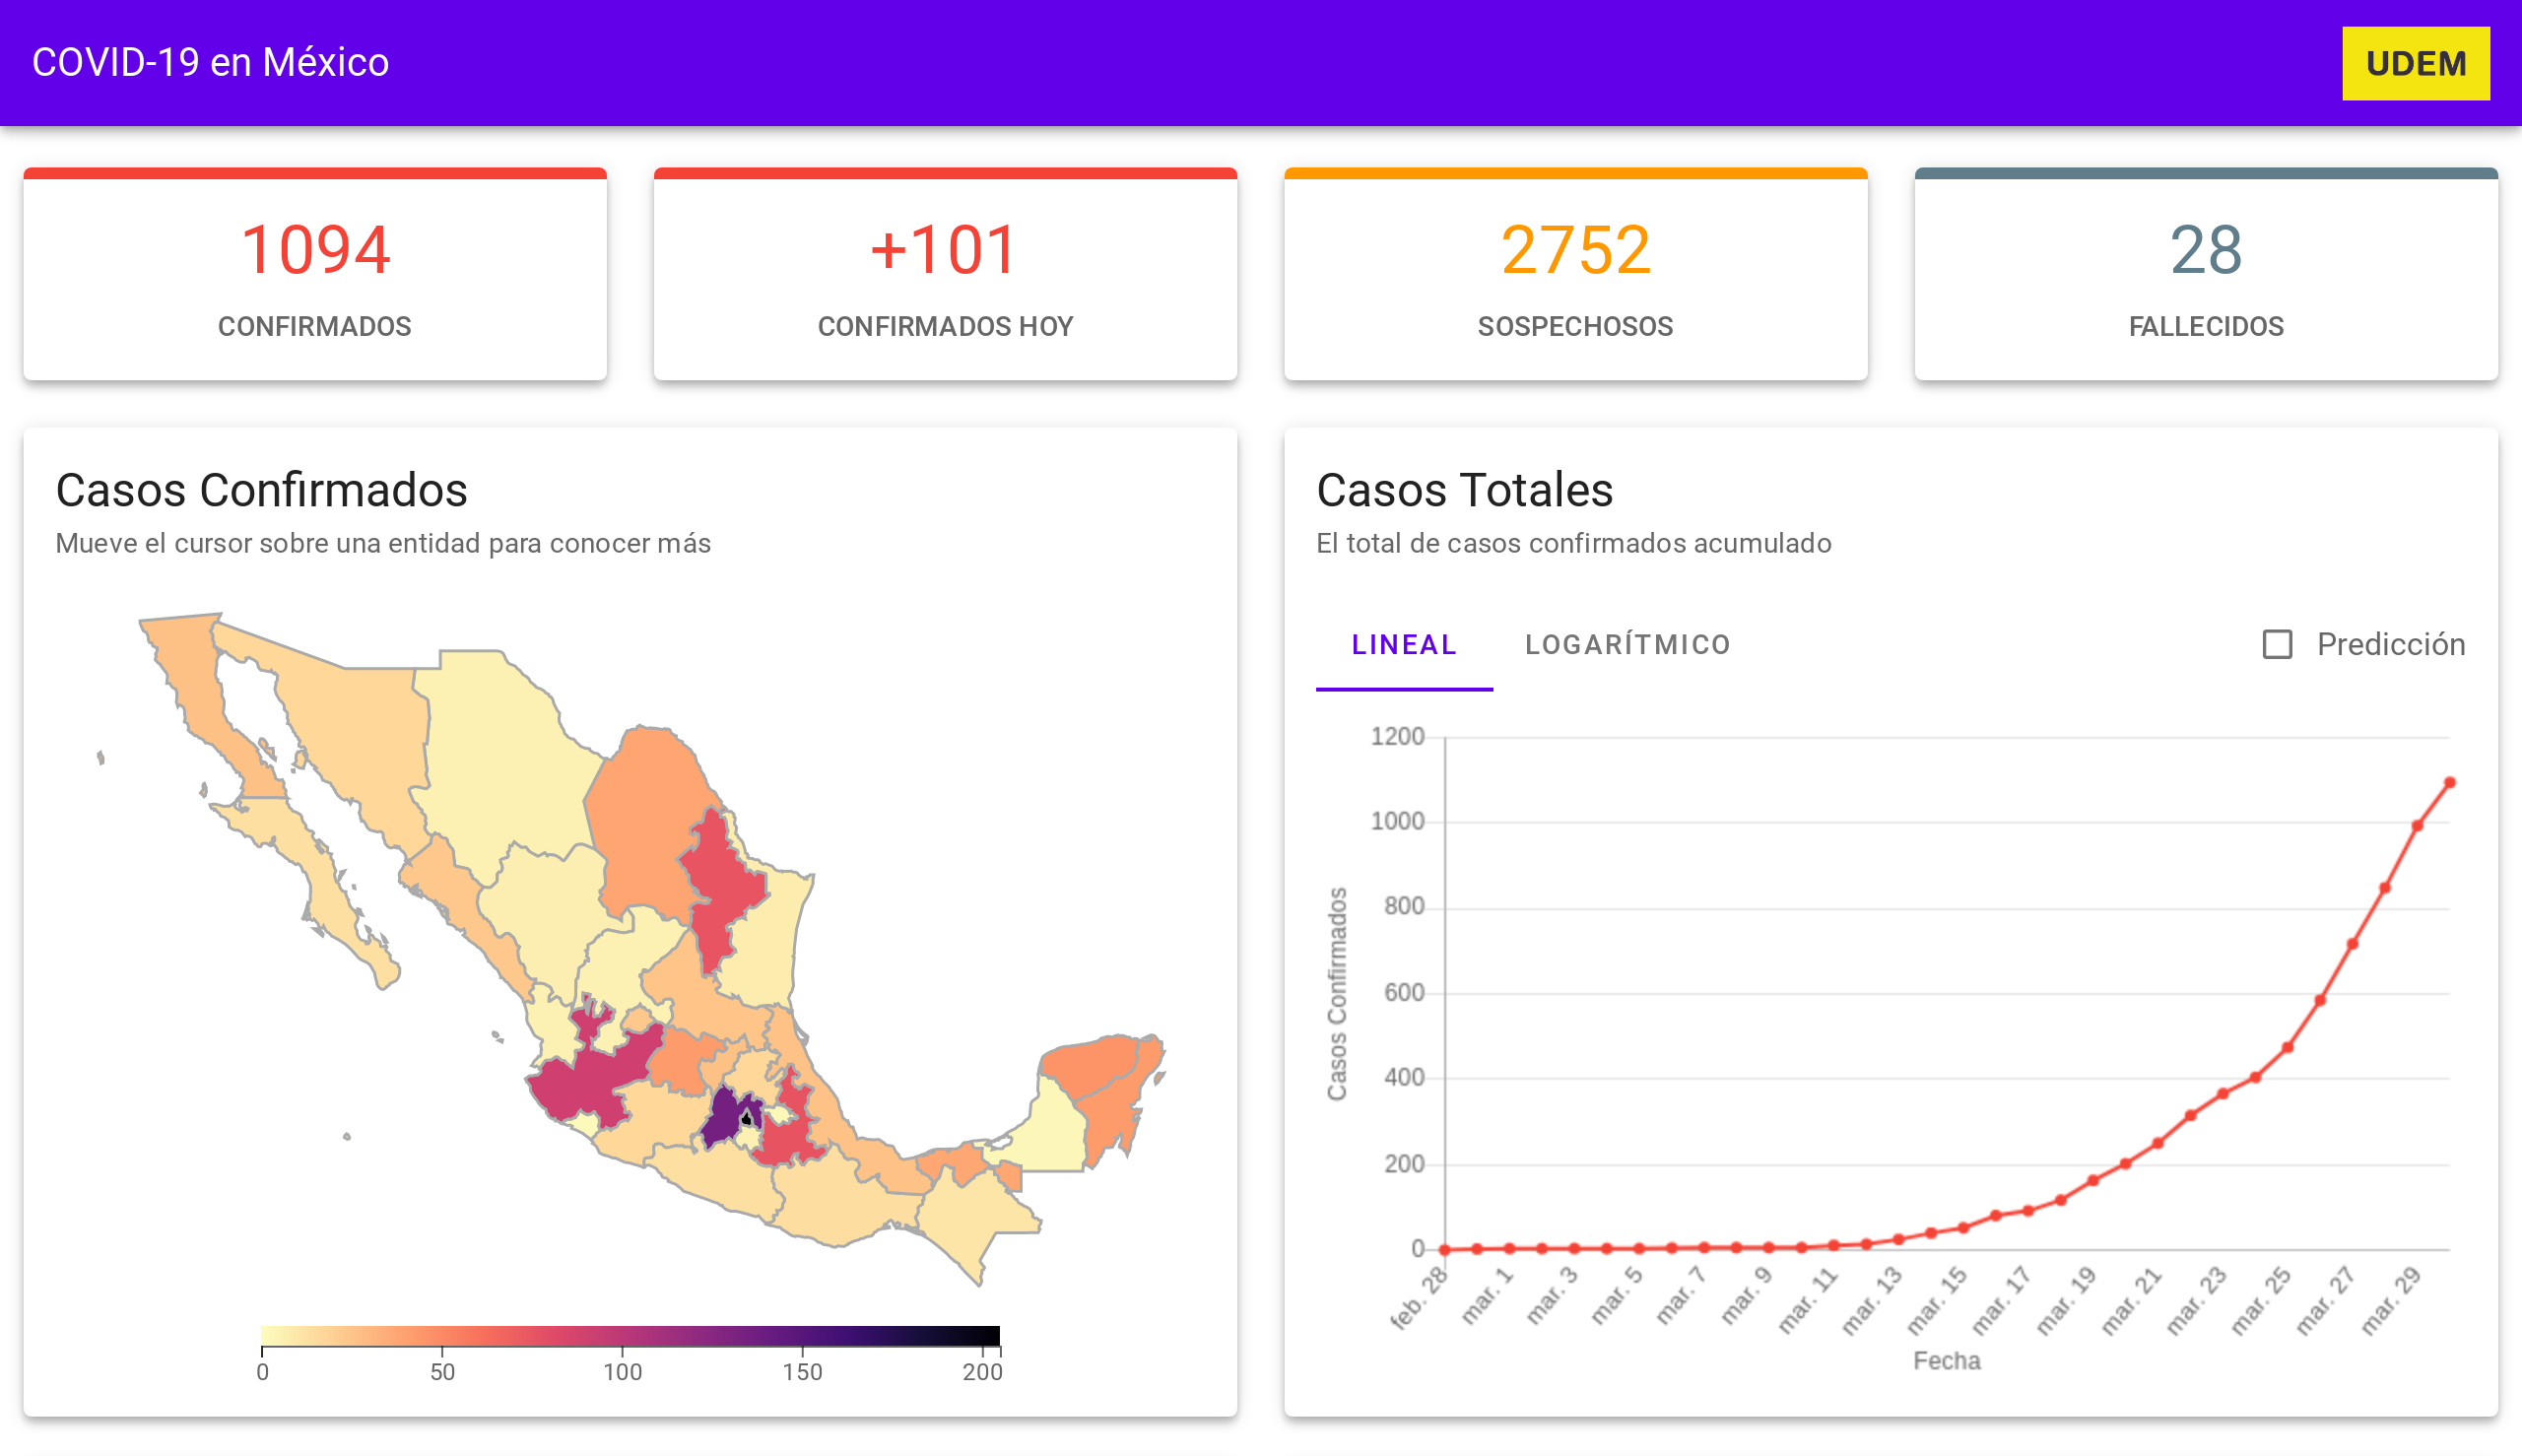 COVID-19 en México
UDEM
1094
CONFIRMADOS
+101
CONFIRMADOS HOY
2752
SOSPECHOSOS
28
FALLECIDOS
Casos Confirmados
Mueve el cursor sobre una entidad para conocer más
0 50 100 150 200
Casos Totales
El total de casos confirmados acumulado
LINEAL LOGARÍTMICO Predicción
1200
1000
800
600
400
200
0
Casos Confirmados
feb. 28 mar. 1 mar. 3 mar. 5 mar. 7 mar. 9 mar. 11 mar. 13 mar. 15 mar. 17 mar. 19 mar. 21 mar. 23 mar. 25 mar. 27 mar. 29
Fecha